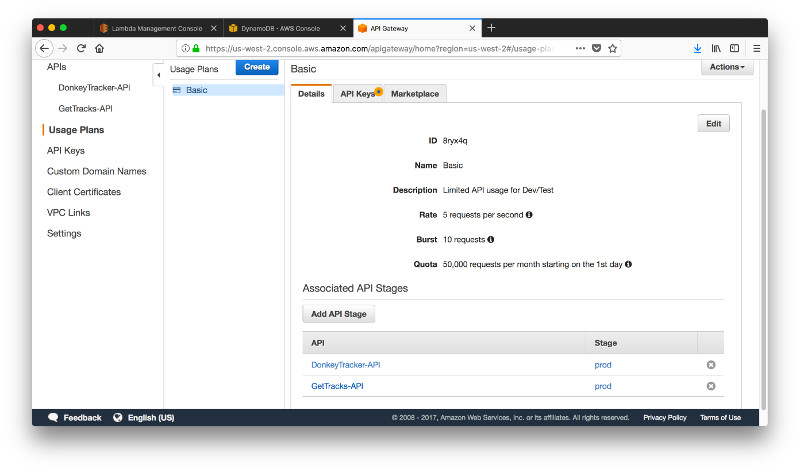 Lambda Management Console
DynamoDB · AWS Console
API Gateway
https://us-west-2.console.aws.amazon.com/apigateway/home?region=us-west-2#/usage-plan
APIs
DonkeyTracker-API
GetTracks-API
Usage Plans
API Keys
Custom Domain Names
Client Certificates
VPC Links
Settings
Usage Plans
Create
Basic
Basic
Actions
Details
API Keys
Marketplace
Edit
ID 8ryx4q
Name Basic
Description Limited API usage for Dev/Test
Rate 5 requests per second
Burst 10 requests
Quota 50,000 requests per month starting on the 1st day
Associated API Stages
Add API Stage
API Stage
DonkeyTracker-API prod
GetTracks-API prod
Feedback English (US) © 2008 - 2017, Amazon Web Services, Inc. or its affiliates. All rights reserved. Privacy Policy Terms of Use